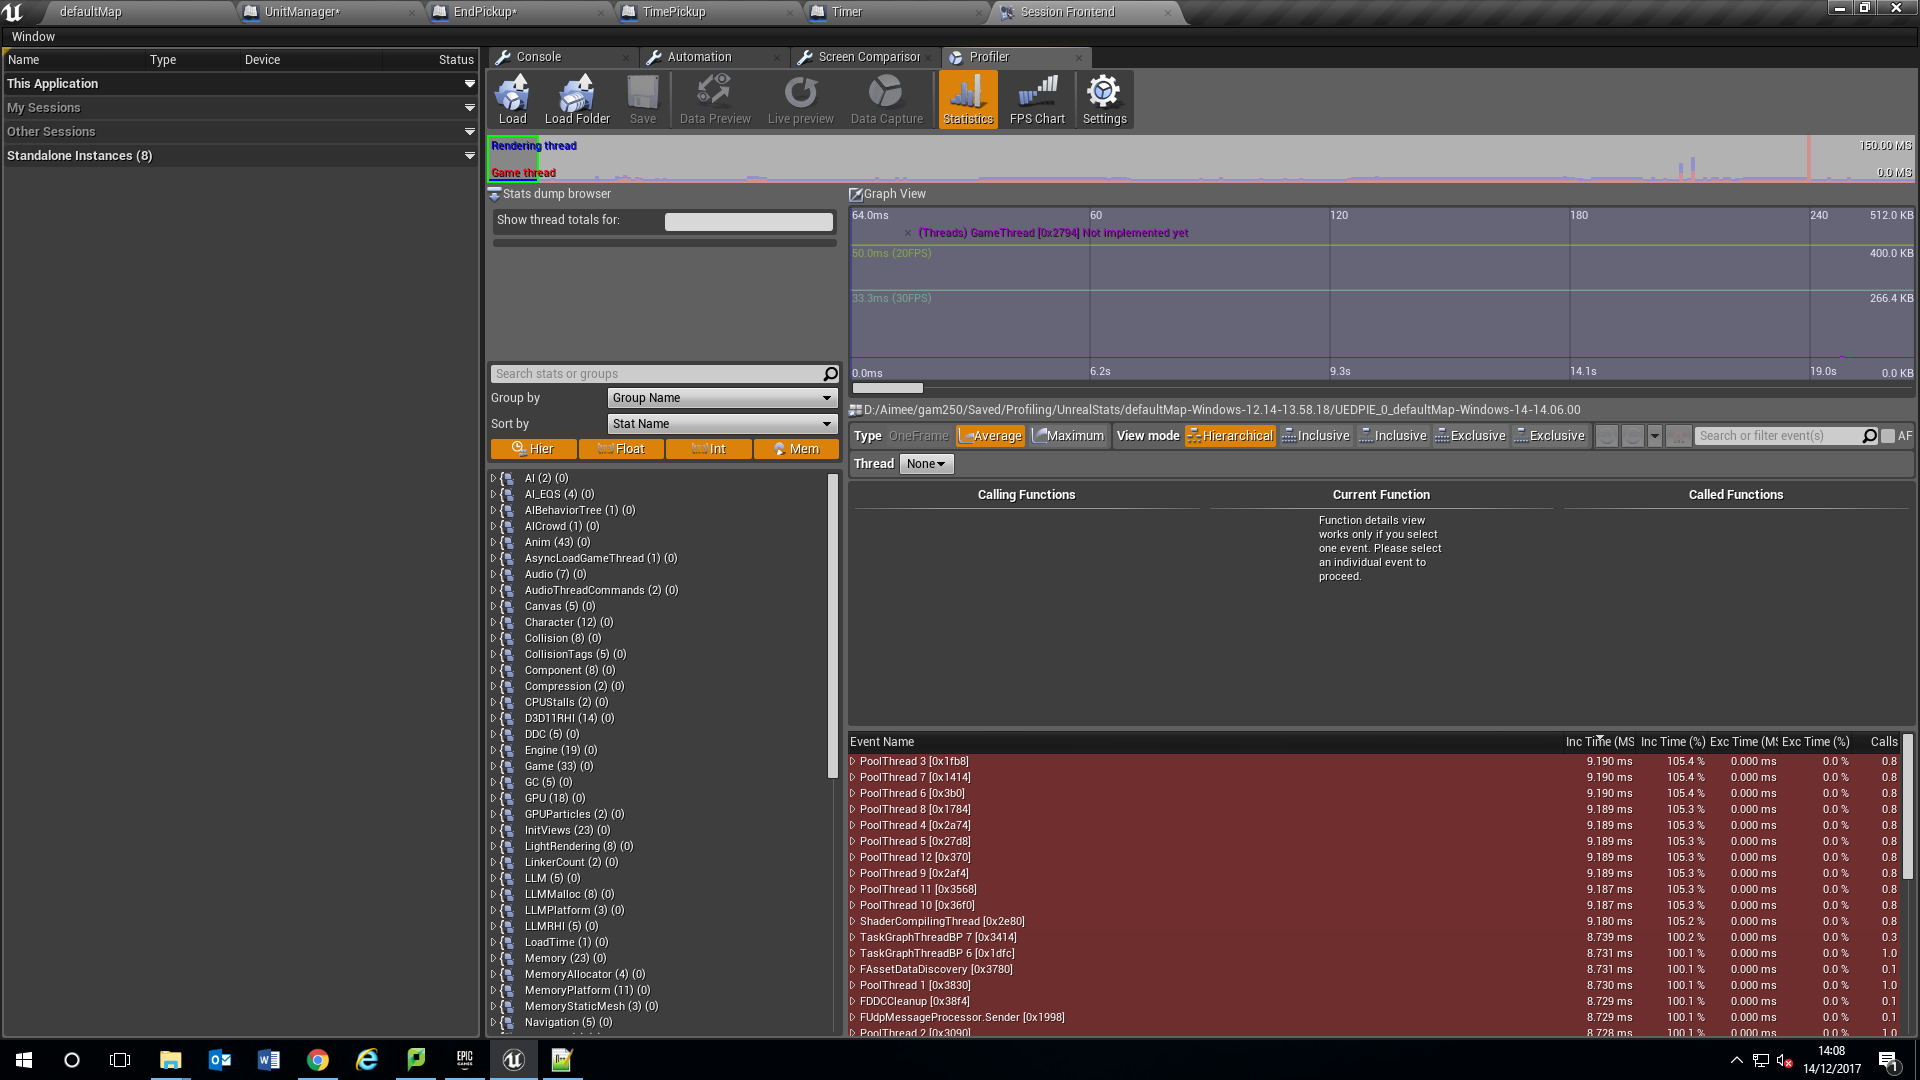 defaultMap
UnitManager*
EndPickup*
TimePickup
Timer
Session Frontend
Window
Name Type Device Status
This Application
My Sessions
Other Sessions
Standalone Instances (8)
Console
Automation
Screen Comparisor
Profiler
Load
Load Folder
Save
Data Preview
Live preview
Data Capture
Statistics
FPS Chart
Settings
Rendering thread
150.00 MS
Game thread
0.0 MS
Stats dump browser
Show thread totals for:
Graph View
64.0ms 60 120 180 240 512.0 KB
(Threads) GameThread [0x2794] Not implemented yet
50.0ms (20FPS) 400.0 KB
33.3ms (30FPS) 266.4 KB
0.0ms 6.2s 9.3s 14.1s 19.0s 0.0 KB
Search stats or groups
Group by Group Name
Sort by Stat Name
Hier Float Int Mem
AI (2) (0)
AI_EQS (4) (0)
AIBehaviorTree (1) (0)
AICrowd (1) (0)
Anim (43) (0)
AsyncLoadGameThread (1) (0)
Audio (7) (0)
AudioThreadCommands (2) (0)
Canvas (5) (0)
Character (12) (0)
Collision (8) (0)
CollisionTags (5) (0)
Component (8) (0)
Compression (2) (0)
CPUStalls (2) (0)
D3D11RHI (14) (0)
DDC (5) (0)
Engine (19) (0)
Game (33) (0)
GC (5) (0)
GPU (18) (0)
GPUParticles (2) (0)
InitViews (23) (0)
LightRendering (8) (0)
LinkerCount (2) (0)
LLM (5) (0)
LLMMalloc (8) (0)
LLMPlatform (3) (0)
LLMRHI (5) (0)
LoadTime (1) (0)
Memory (23) (0)
MemoryAllocator (4) (0)
MemoryPlatform (11) (0)
MemoryStaticMesh (3) (0)
Navigation (5) (0)
D:/Aimee/gam250/Saved/Profiling/UnrealStats/defaultMap-Windows-12.14-13.58.18/UEDPIE_0_defaultMap-Windows-14-14.06.00
Type OneFrame Average Maximum View mode Hierarchical Inclusive Inclusive Exclusive Exclusive Search or filter event(s) AF
Thread None
Calling Functions
Current Function
Called Functions
Function details view
works only if you select
one event. Please select
an individual event to
proceed.
Event Name Inc Time (MS Inc Time (%) Exc Time (MS Exc Time (%) Calls
PoolThread 3 [0x1fb8] 9.190 ms 105.4 % 0.000 ms 0.0 % 0.8
PoolThread 7 [0x1414] 9.190 ms 105.4 % 0.000 ms 0.0 % 0.8
PoolThread 6 [0x3b0] 9.190 ms 105.4 % 0.000 ms 0.0 % 0.8
PoolThread 8 [0x1784] 9.189 ms 105.3 % 0.000 ms 0.0 % 0.8
PoolThread 4 [0x2a74] 9.189 ms 105.3 % 0.000 ms 0.0 % 0.8
PoolThread 5 [0x27d8] 9.189 ms 105.3 % 0.000 ms 0.0 % 0.8
PoolThread 12 [0x370] 9.189 ms 105.3 % 0.000 ms 0.0 % 0.8
PoolThread 9 [0x2af4] 9.189 ms 105.3 % 0.000 ms 0.0 % 0.8
PoolThread 11 [0x3568] 9.187 ms 105.3 % 0.000 ms 0.0 % 0.8
PoolThread 10 [0x36f0] 9.187 ms 105.3 % 0.000 ms 0.0 % 0.8
ShaderCompilingThread [0x2e80] 9.180 ms 105.2 % 0.000 ms 0.0 % 0.8
TaskGraphThreadBP 7 [0x3414] 8.739 ms 100.2 % 0.000 ms 0.0 % 0.3
TaskGraphThreadBP 6 [0x1dfc] 8.731 ms 100.1 % 0.000 ms 0.0 % 1.0
FAssetDataDiscovery [0x3780] 8.731 ms 100.1 % 0.000 ms 0.0 % 0.1
PoolThread 1 [0x3830] 8.730 ms 100.1 % 0.000 ms 0.0 % 1.0
FDDCCleanup [0x38f4] 8.729 ms 100.1 % 0.000 ms 0.0 % 0.1
FUdpMessageProcessor.Sender [0x1998] 8.729 ms 100.1 % 0.000 ms 0.0 % 0.1
PoolThread 2 [0x3090] 8.728 ms 100.1 % 0.000 ms 0.0 % 1.0
EPIC GAMES
14:08
14/12/2017
1